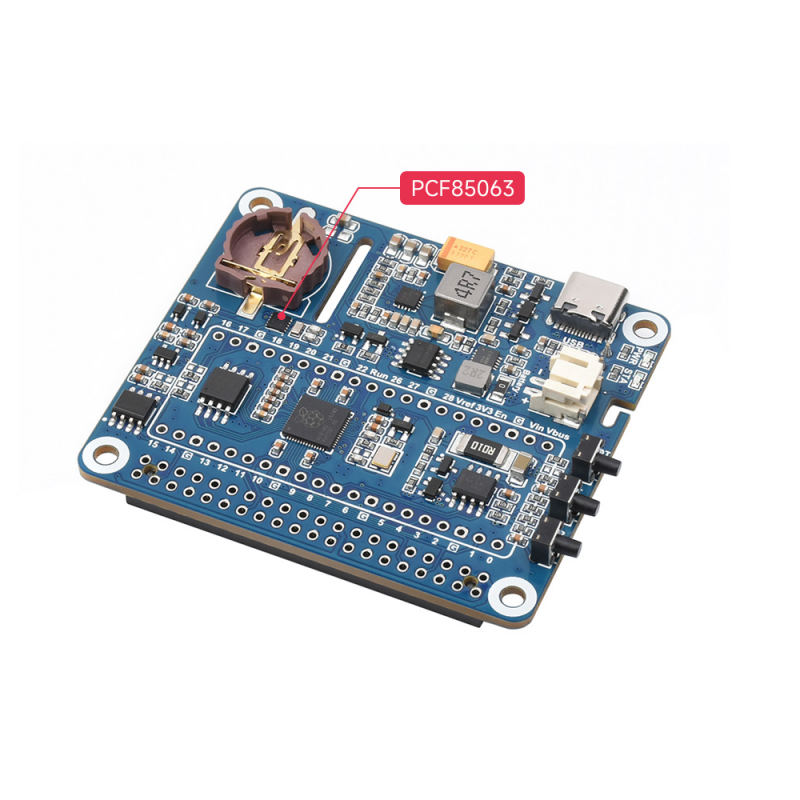 PCF85063
4R7
2R2
USB
PWR
STA
Batter
+
16 17 G 18 19 20 21 G 22 Run 26 27 G 28 Vref 3V3 En G Vin Vbus
R010
15 14 G 13 12 11 10 G 9 8 7 6 G 5 4 3 2 G 1 0